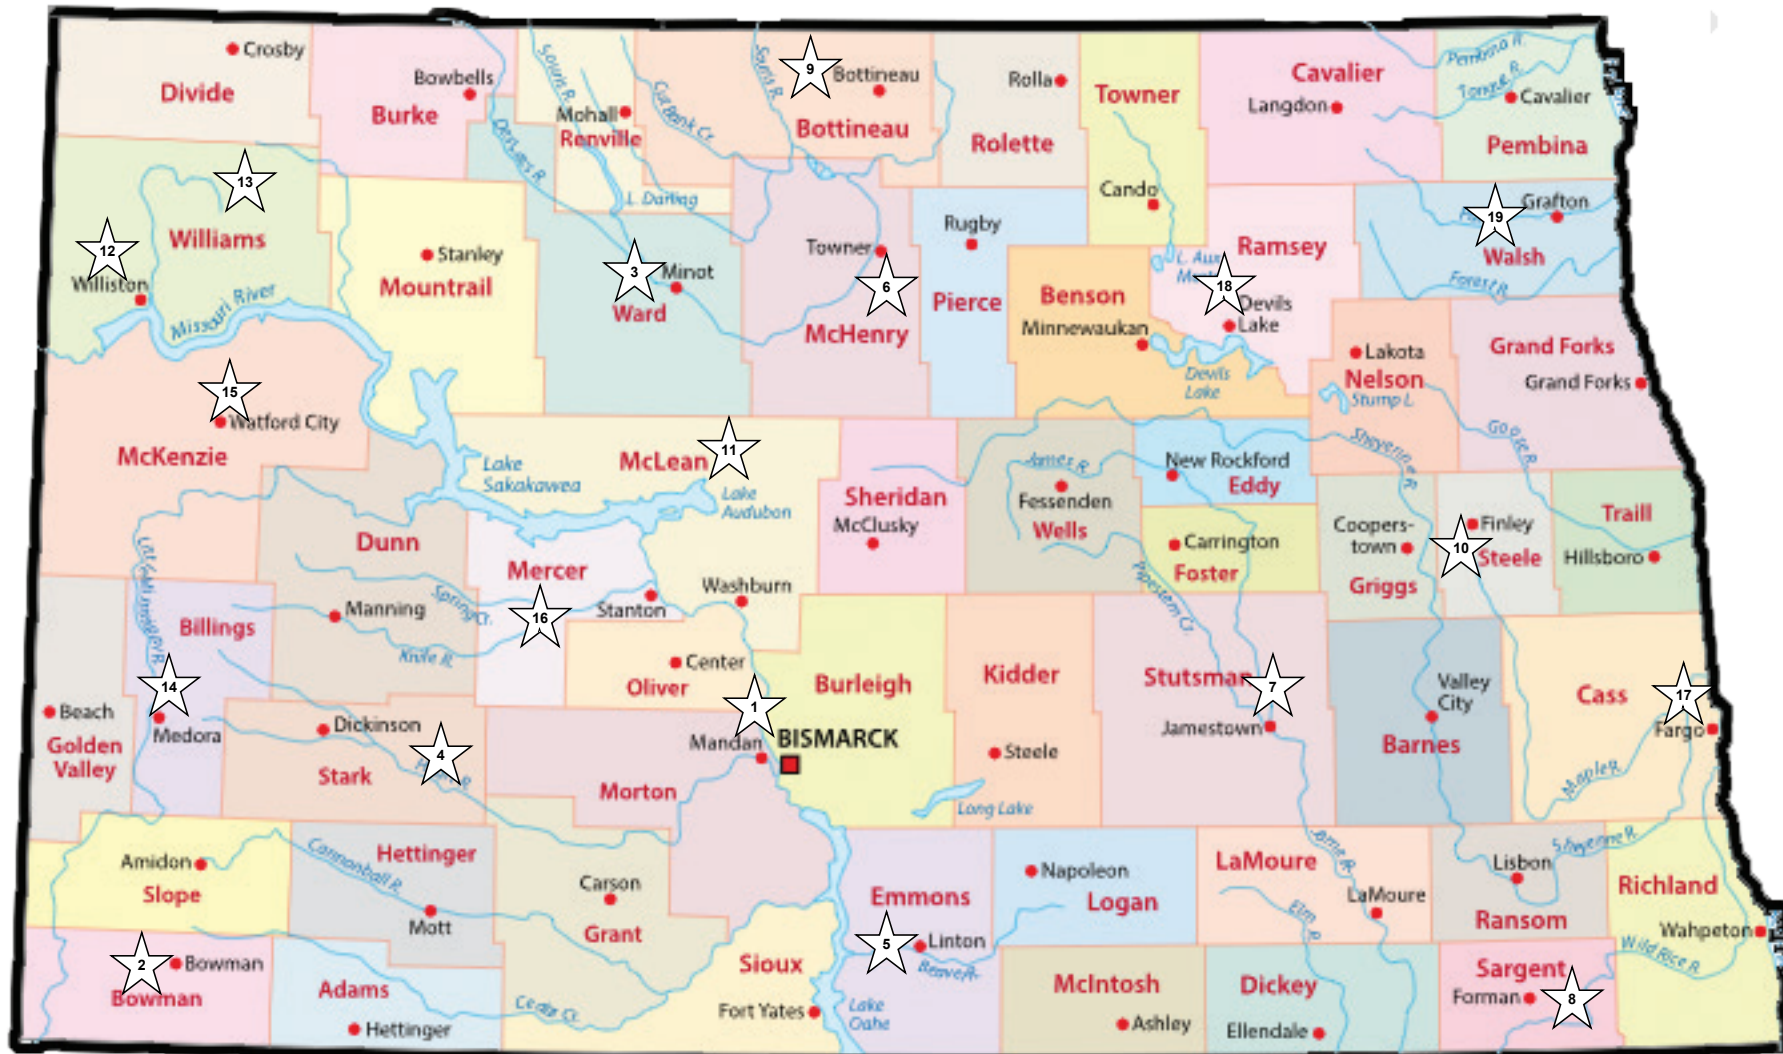 Crosby
Divide
Bowbells
Burke
Souris R.
Mohall
Renville
Des Lacs R.
Cut Bank Cr.
Souris R.
9
Bottineau
Bottineau
Rolla
Rolette
Towner
Cando
Cavalier
Langdon
Pembina R.
Tongue R.
Cavalier
Pembina
13
12
Williams
Williston
Missouri River
Stanley
Mountrail
L. Darling
3
Minot
Ward
Towner
6
McHenry
Rugby
Pierce
Benson
Minnewaukan
Ramsey
18
Devils
Lake
Devils
Lake
19
Grafton
Walsh
Forest R.
Lakota
Nelson
Stump L.
Grand Forks
Grand Forks
Goose R.
15
Watford City
McKenzie
Lake
Sakakawea
McLean
11
Lake
Audubon
Washburn
Sheridan
McClusky
James R.
Fessenden
Wells
New Rockford
Eddy
Carrington
Foster
Pipestem Cr.
Sheyenne R.
Coopers-
town
Griggs
Finley
10
Steele
Traill
Hillsboro
Little Missouri R.
Dunn
Manning
Spring Cr.
Knife R.
Mercer
16
Stanton
Billings
14
Medora
Beach
Golden
Valley
Dickinson
4
Stark
Center
Oliver
1
Mandan
BISMARCK
Morton
Burleigh
Kidder
Steele
Long Lake
Stutsman
7
Jamestown
Valley
City
Barnes
Cass
17
Fargo
Maple R.
Amidon
Slope
Cannonball R.
Hettinger
Mott
Carson
Grant
Emmons
5
Linton
Beaver
Napoleon
Logan
LaMoure
James R.
LaMoure
Elm R.
Lisbon
Sheyenne R.
Ransom
Richland
Wahpeton
Wild Rice R.
2
Bowman
Bowman
Adams
Hettinger
Cedar Cr.
Sioux
Fort Yates
Lake
Oahe
McIntosh
Ashley
Dickey
Ellendale
Sargent
Forman
8